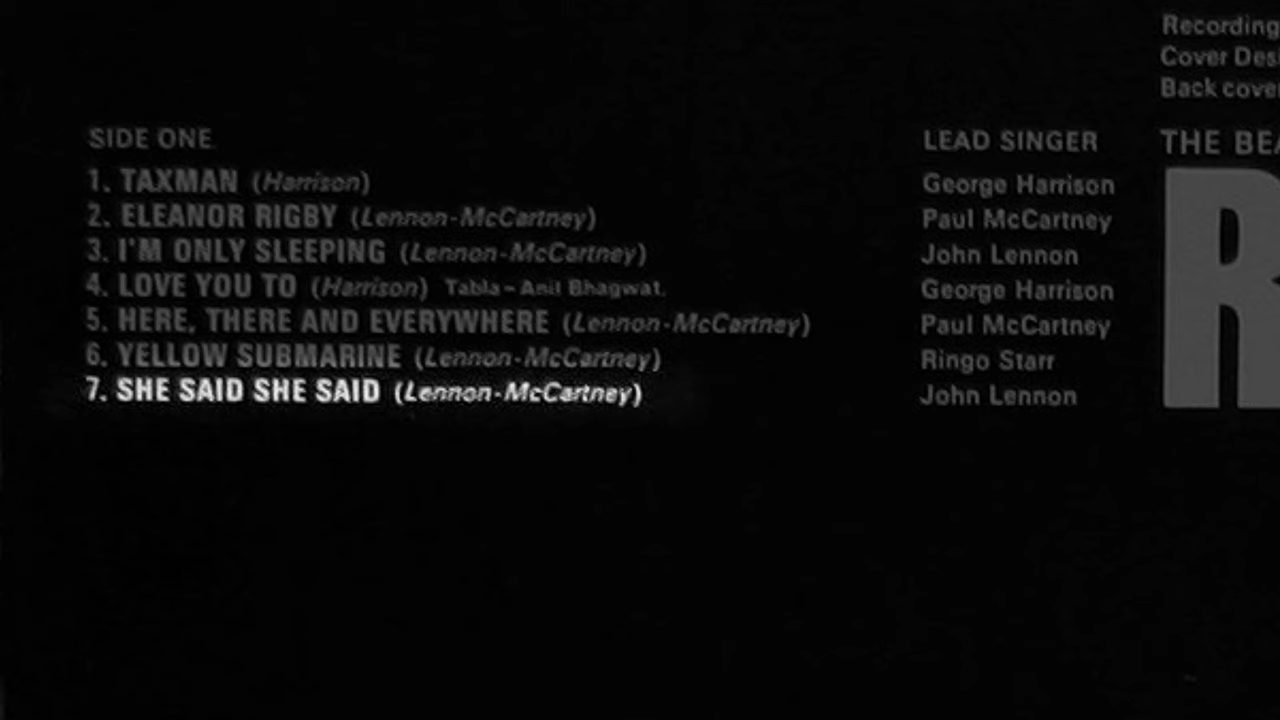 Recording
Cover Des
Back cover
SIDE ONE
LEAD SINGER
THE BEA
1. TAXMAN (Harrison)
George Harrison
2. ELEANOR RIGBY (Lennon-McCartney)
Paul McCartney
3. I'M ONLY SLEEPING (Lennon-McCartney)
John Lennon
4. LOVE YOU TO (Harrison) Tabla-Anil Bhagwat.
George Harrison
5. HERE, THERE AND EVERYWHERE (Lennon-McCartney)
Paul McCartney
6. YELLOW SUBMARINE (Lennon-McCartney)
Ringo Starr
7. SHE SAID SHE SAID (Lennon-McCartney)
John Lennon
R